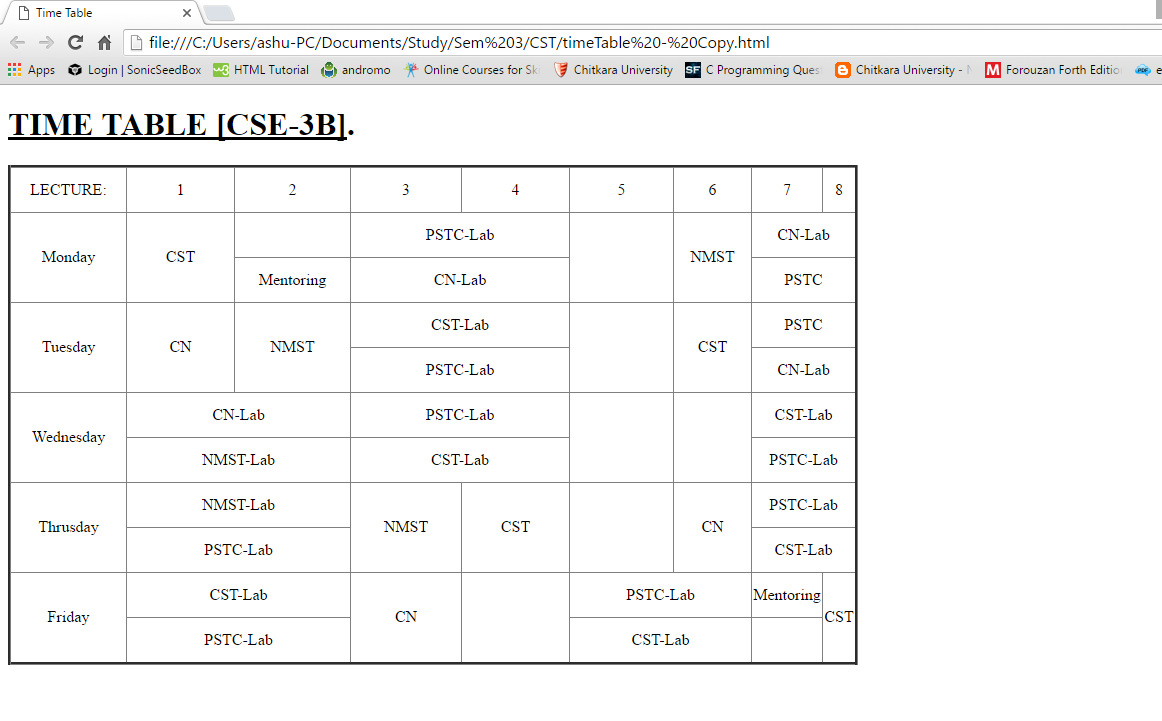 Time Table
file:///C:/Users/ashu-PC/Documents/Study/Sem%203/CST/timeTable%20-%20Copy.html
Apps Login | SonicSeedBox HTML Tutorial andromo Online Courses for Sk Chitkara University SF C Programming Ques Chitkara University - M Forouzan Forth Editio e
TIME TABLE [CSE-3B].
LECTURE: 1 2 3 4 5 6 7 8
PSTC-Lab CN-Lab
Monday CST NMST
Mentoring CN-Lab PSTC
CST-Lab PSTC
Tuesday CN NMST CST
PSTC-Lab CN-Lab
CN-Lab PSTC-Lab CST-Lab
Wednesday
NMST-Lab CST-Lab PSTC-Lab
NMST-Lab PSTC-Lab
Thrusday NMST CST CN
PSTC-Lab CST-Lab
CST-Lab PSTC-Lab Mentoring
Friday CN CST
PSTC-Lab CST-Lab